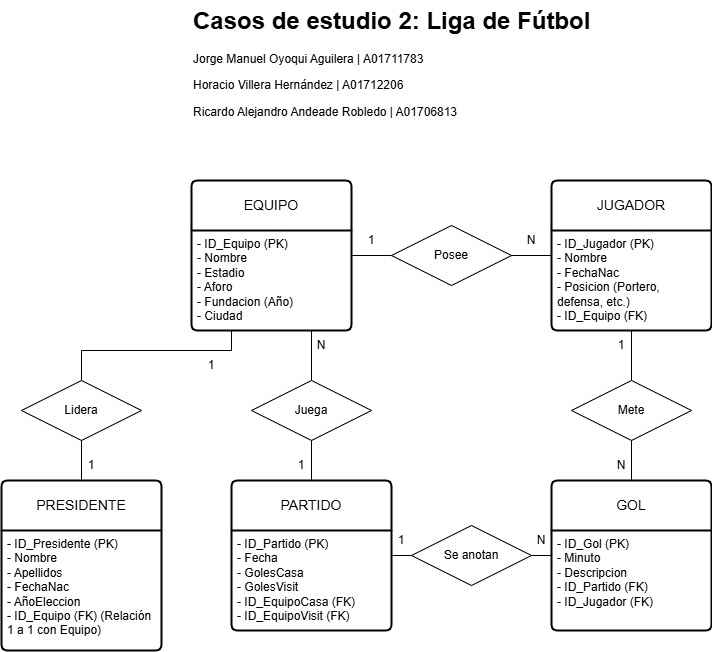 Casos de estudio 2: Liga de Fútbol
Jorge Manuel Oyoqui Aguilera | A01711783
Horacio Villera Hernández | A01712206
Ricardo Alejandro Andeade Robledo | A01706813
EQUIPO
- ID_Equipo (PK)
- Nombre
- Estadio
- Aforo
- Fundacion (Año)
- Ciudad
1
Posee
N
JUGADOR
- ID_Jugador (PK)
- Nombre
- FechaNac
- Posicion (Portero,
defensa, etc.)
- ID_Equipo (FK)
1
N
1
Lidera
Juega
Mete
1
1
N
PRESIDENTE
- ID_Presidente (PK)
- Nombre
- Apellidos
- FechaNac
- AñoEleccion
- ID_Equipo (FK) (Relación
1 a 1 con Equipo)
PARTIDO
- ID_Partido (PK)
- Fecha
- GolesCasa
- GolesVisit
- ID_EquipoCasa (FK)
- ID_EquipoVisit (FK)
1
Se anotan
N
GOL
- ID_Gol (PK)
- Minuto
- Descripcion
- ID_Partido (FK)
- ID_Jugador (FK)